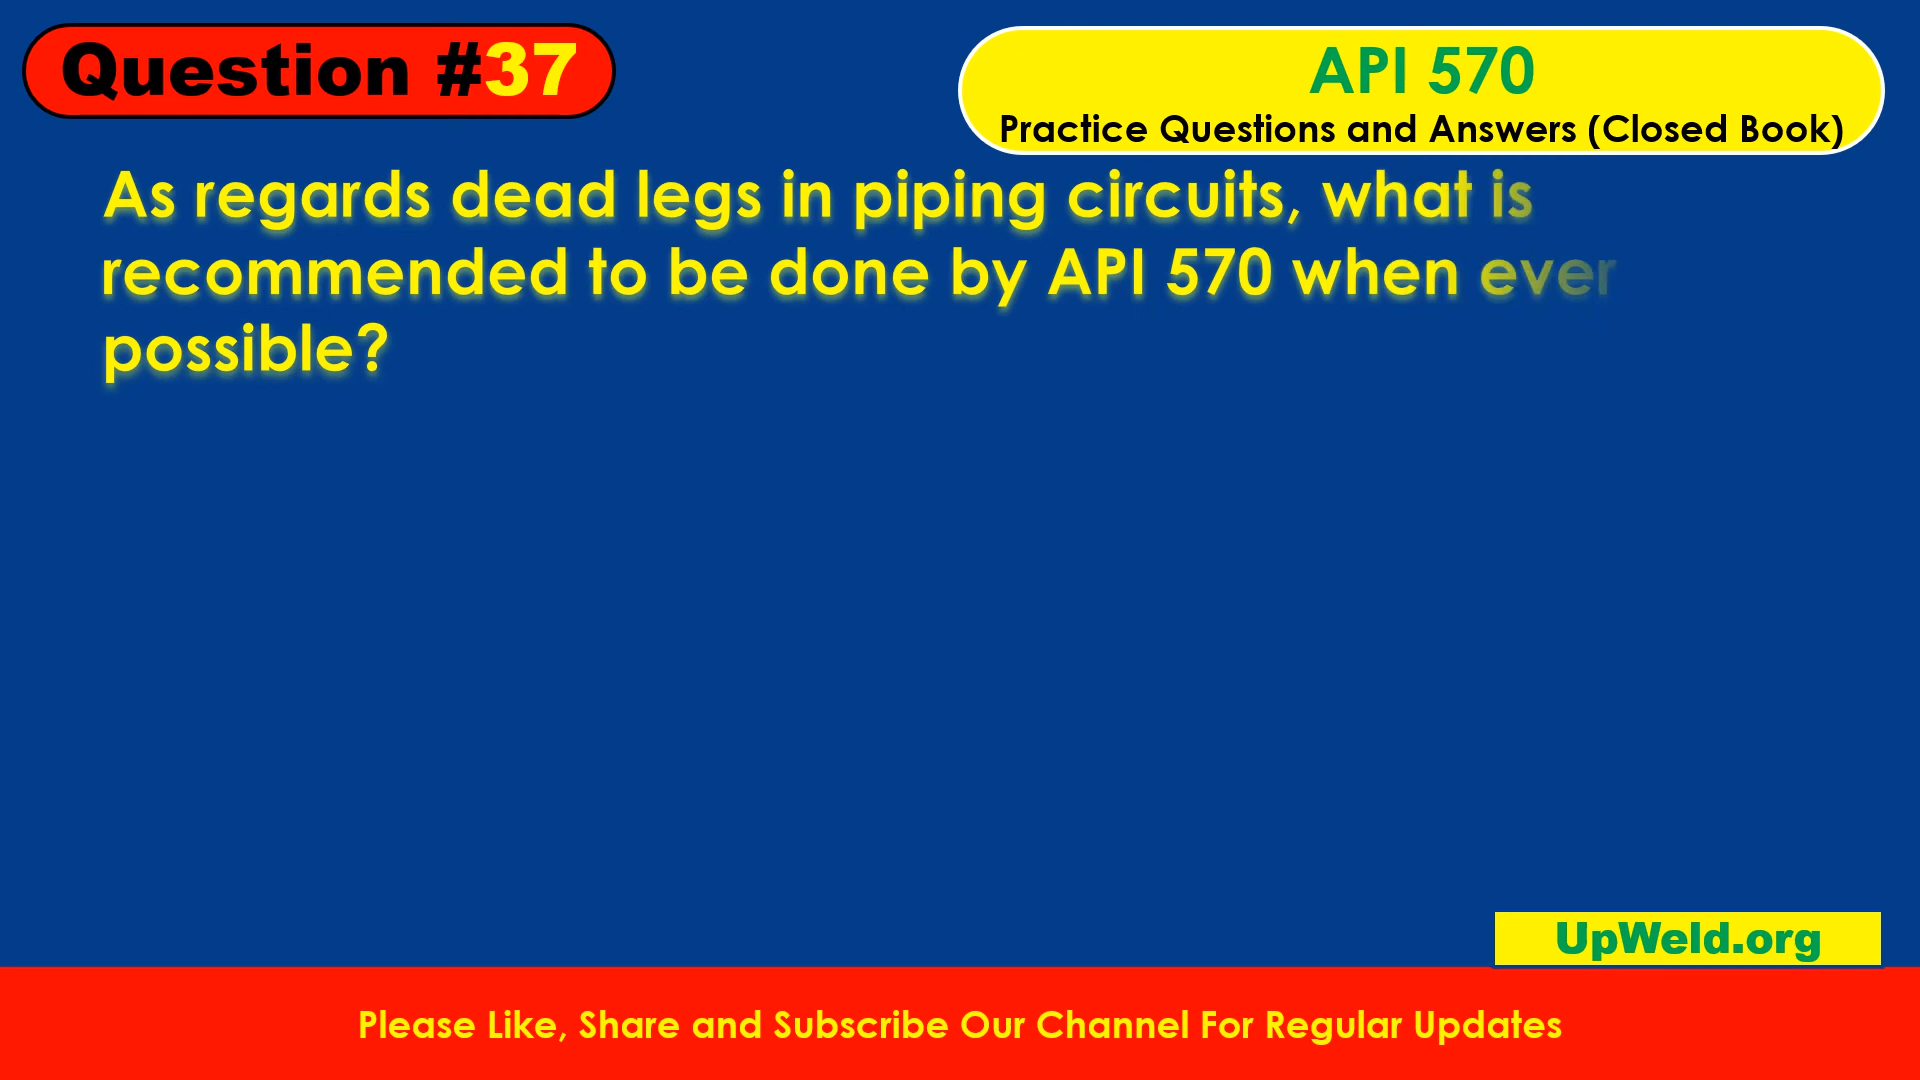 Question #37
API 570
Practice Questions and Answers (Closed Book)
As regards dead legs in piping circuits, what is
recommended to be done by API 570 when ever
possible?
UpWeld.org
Please Like, Share and Subscribe Our Channel For Regular Updates